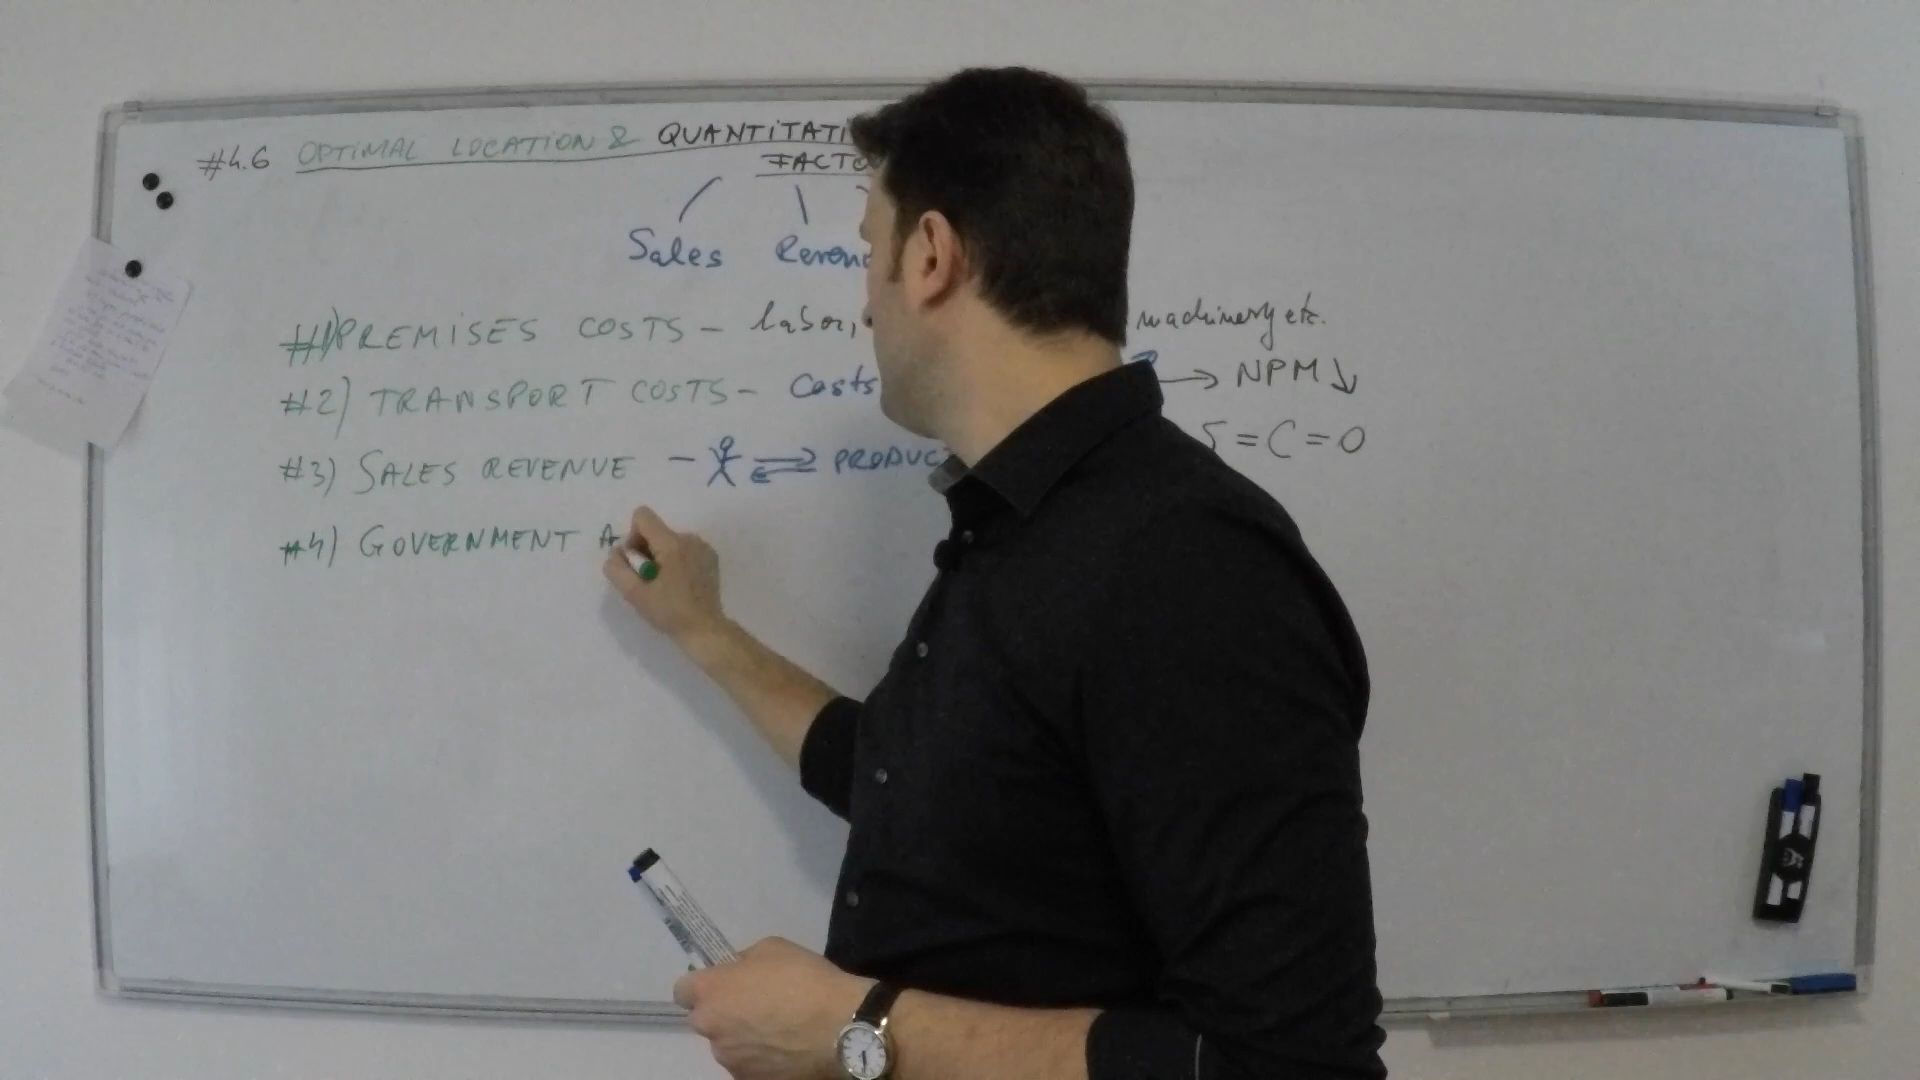 #4.6 OPTIMAL LOCATION & QUANTITATI
FACTO
Sales Revenu
#1) PREMISES COSTS - labor, machinery etc.
#2) TRANSPORT COSTS - Costs → NPM ↓
S = C = 0
#3) SALES REVENUE - ⇄ PRODUC
#4) GOVERNMENT A